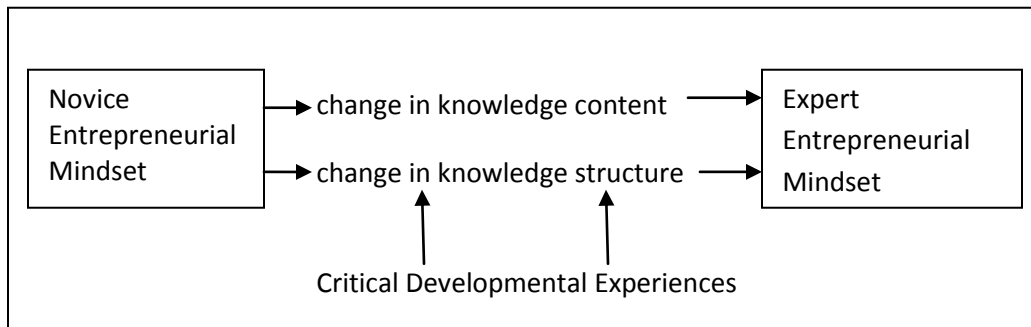 Novice
Entrepreneurial
Mindset
change in knowledge content
change in knowledge structure
Expert
Entrepreneurial
Mindset
Critical Developmental Experiences